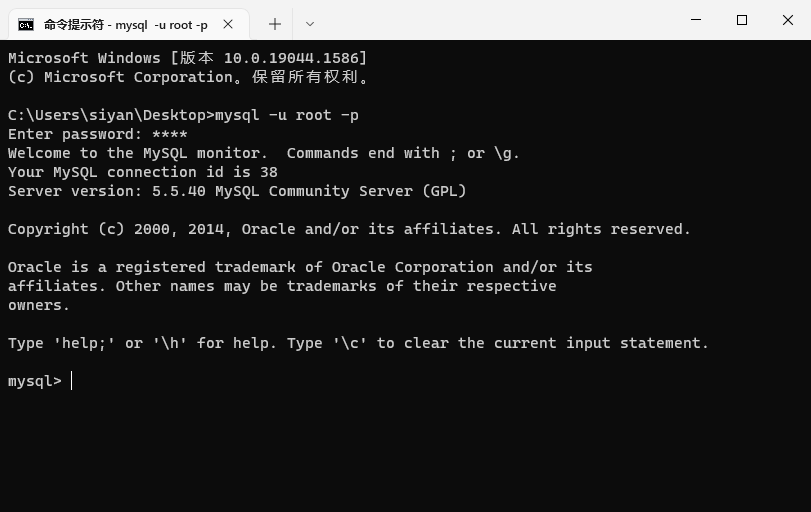 命令提示符 - mysql  -u root -p
Microsoft Windows [版本 10.0.19044.1586]
(c) Microsoft Corporation。保留所有权利。
C:\Users\siyan\Desktop>mysql -u root -p
Enter password: ****
Welcome to the MySQL monitor.  Commands end with ; or \g.
Your MySQL connection id is 38
Server version: 5.5.40 MySQL Community Server (GPL)
Copyright (c) 2000, 2014, Oracle and/or its affiliates. All rights reserved.
Oracle is a registered trademark of Oracle Corporation and/or its
affiliates. Other names may be trademarks of their respective
owners.
Type 'help;' or '\h' for help. Type '\c' to clear the current input statement.
mysql>